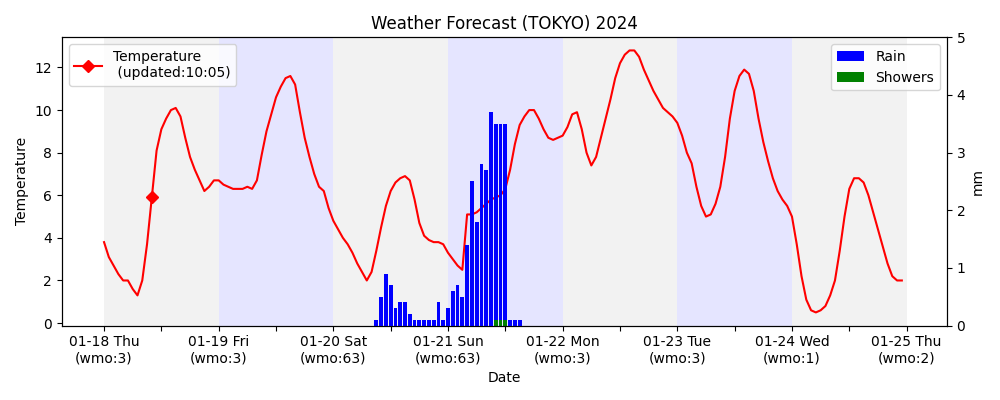 Weather Forecast (TOKYO) 2024
Temperature
(updated:10:05)
Rain
Showers
Temperature
12
10
8
6
4
2
0
5
4
3
2
1
0
mm
01-18 Thu
(wmo:3)
01-19 Fri
(wmo:3)
01-20 Sat
(wmo:63)
01-21 Sun
(wmo:63)
01-22 Mon
(wmo:3)
01-23 Tue
(wmo:3)
01-24 Wed
(wmo:1)
01-25 Thu
(wmo:2)
Date